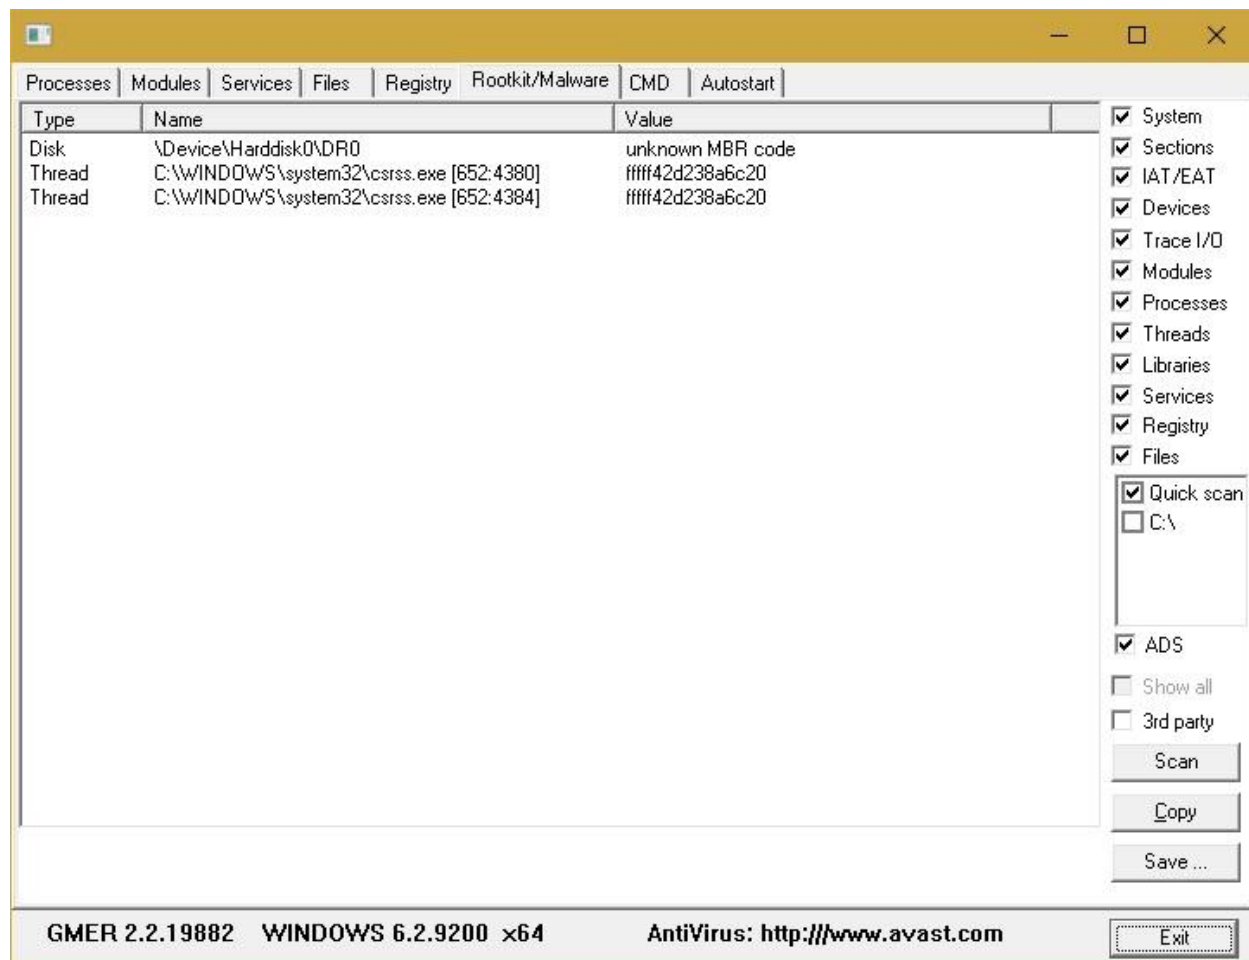 Processes Modules Services Files Registry Rootkit/Malware CMD Autostart
Type Name Value
Disk \Device\Harddisk0\DR0 unknown MBR code
Thread C:\WINDOWS\system32\csrss.exe [652:4380] fffff42d238a6c20
Thread C:\WINDOWS\system32\csrss.exe [652:4384] fffff42d238a6c20
System
Sections
IAT/EAT
Devices
Trace I/O
Modules
Processes
Threads
Libraries
Services
Registry
Files
Quick scan
C:\
ADS
Show all
3rd party
Scan
Copy
Save ...
GMER 2.2.19882 WINDOWS 6.2.9200 x64 AntiVirus: http:///www.avast.com Exit